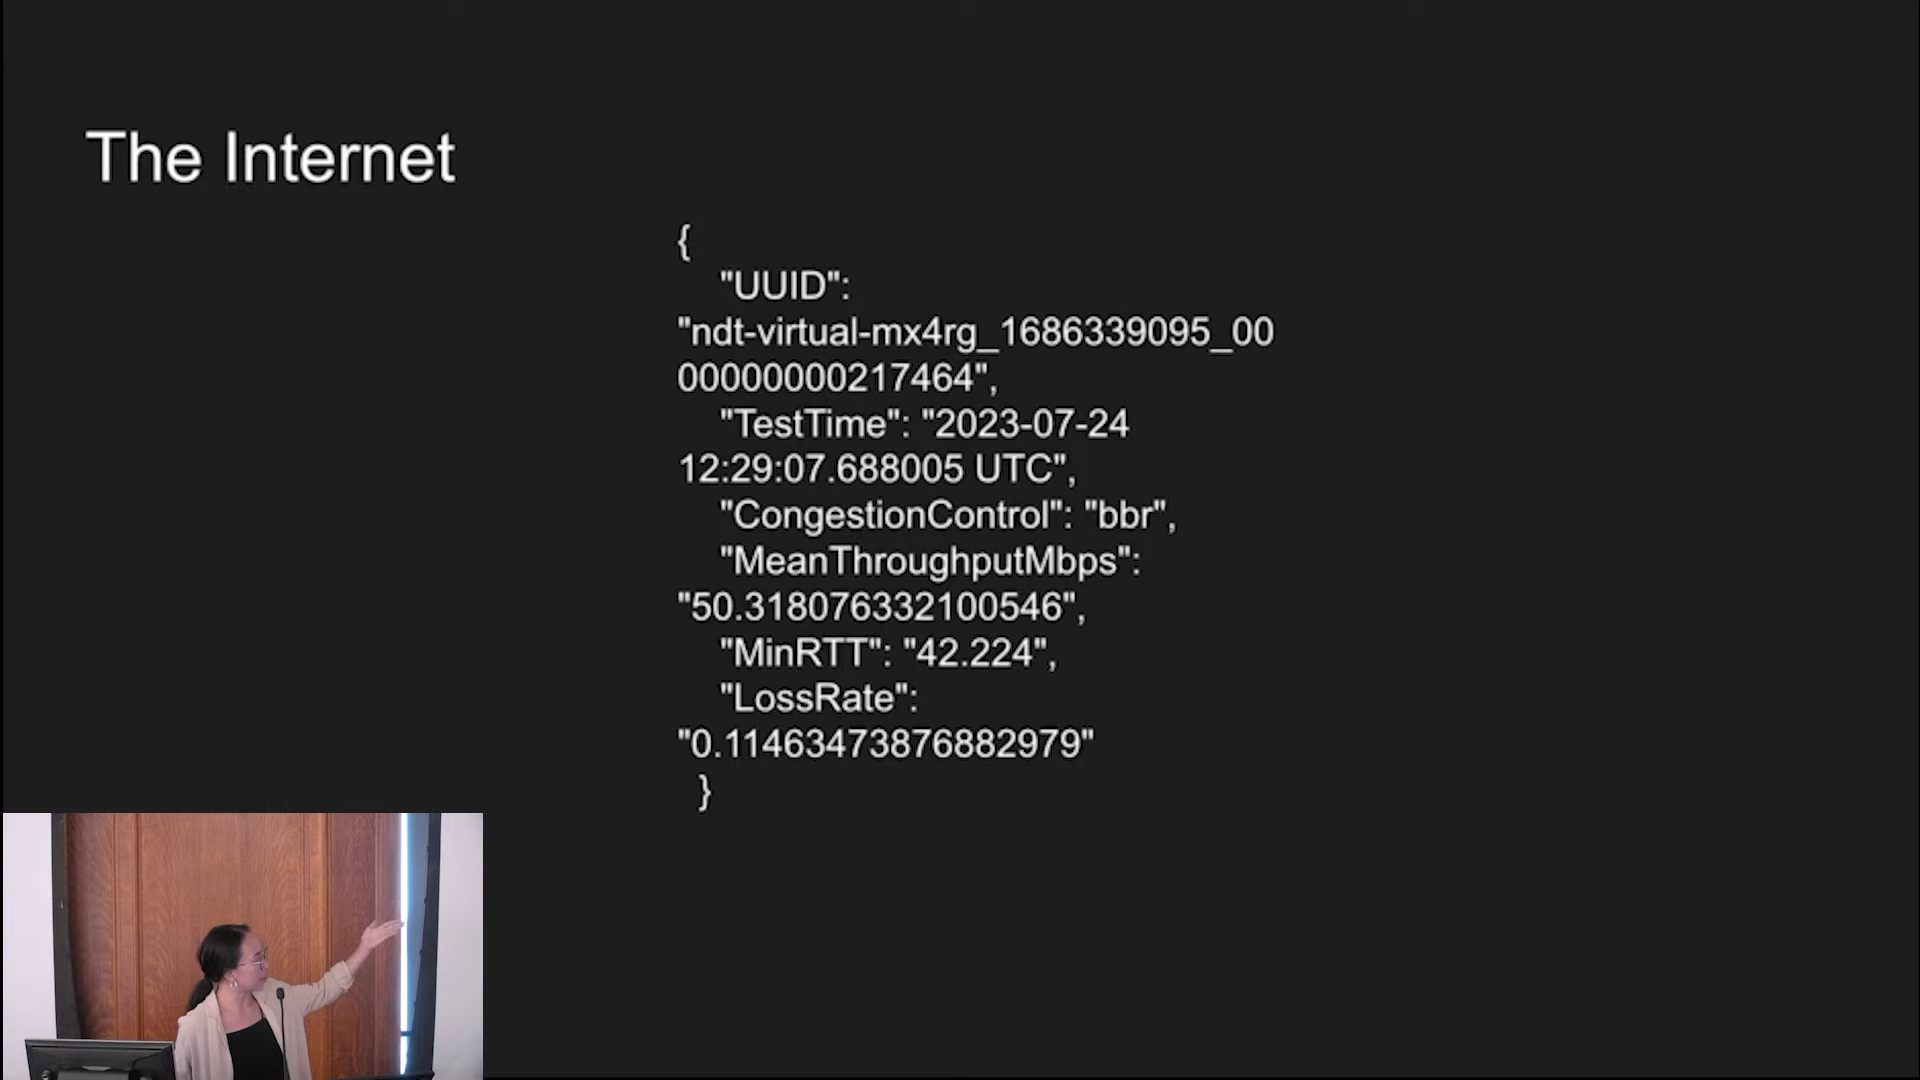 The Internet
{
"UUID":
"ndt-virtual-mx4rg_1686339095_00
00000000217464",
"TestTime": "2023-07-24
12:29:07.688005 UTC",
"CongestionControl": "bbr",
"MeanThroughputMbps":
"50.318076332100546",
"MinRTT": "42.224",
"LossRate":
"0.11463473876882979"
}